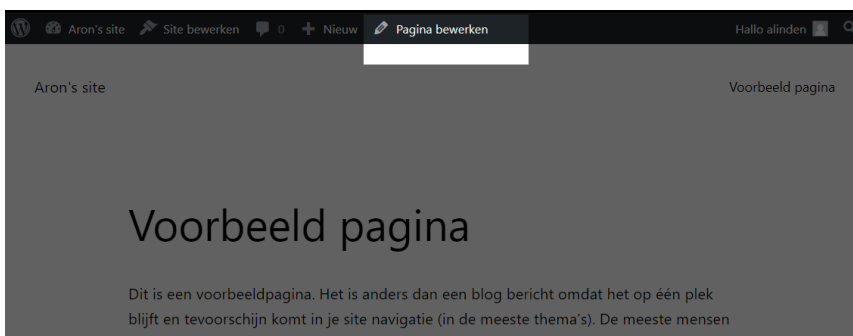 Aron's site Site bewerken 0 Nieuw Pagina bewerken Hallo alinden
Aron's site Voorbeeld pagina
Voorbeeld pagina
Dit is een voorbeeldpagina. Het is anders dan een blog bericht omdat het op één plek
blijft en tevoorschijn komt in je site navigatie (in de meeste thema's). De meeste mensen